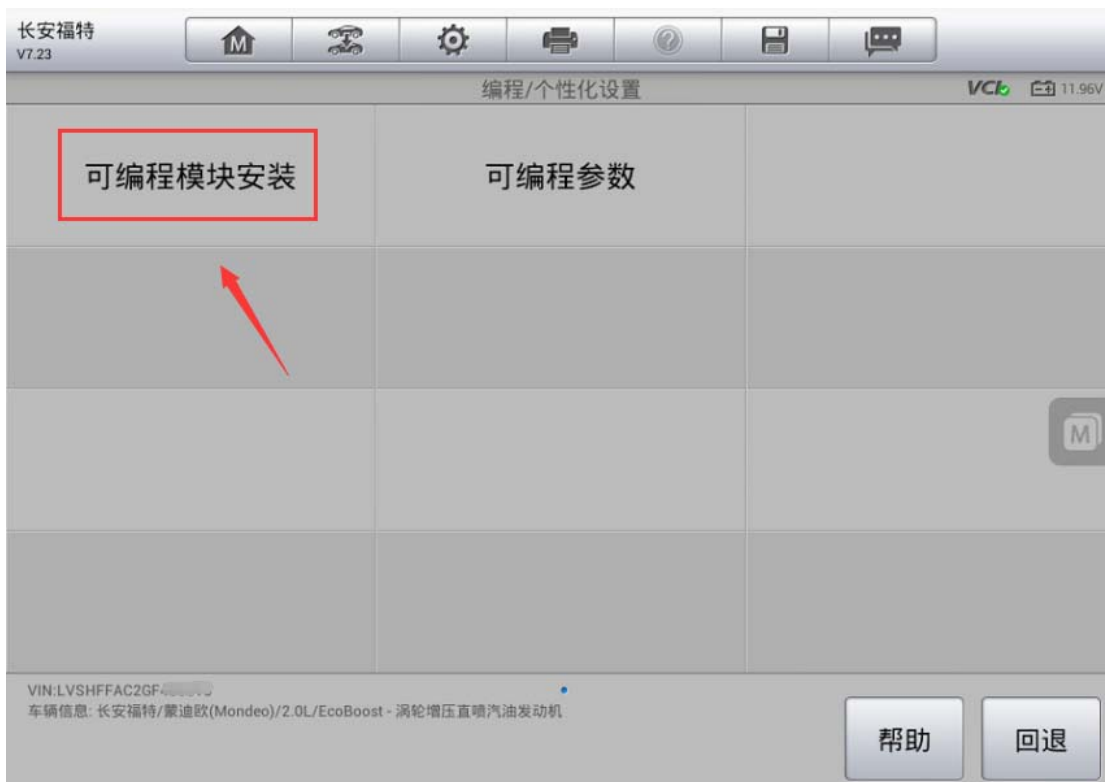 长安福特
V7.23
M
编程/个性化设置
VCI
11.96V
可编程模块安装
可编程参数
M
VIN:LVSHFFAC2GF
车辆信息: 长安福特/蒙迪欧(Mondeo)/2.0L/EcoBoost - 涡轮增压直喷汽油发动机
帮助
回退